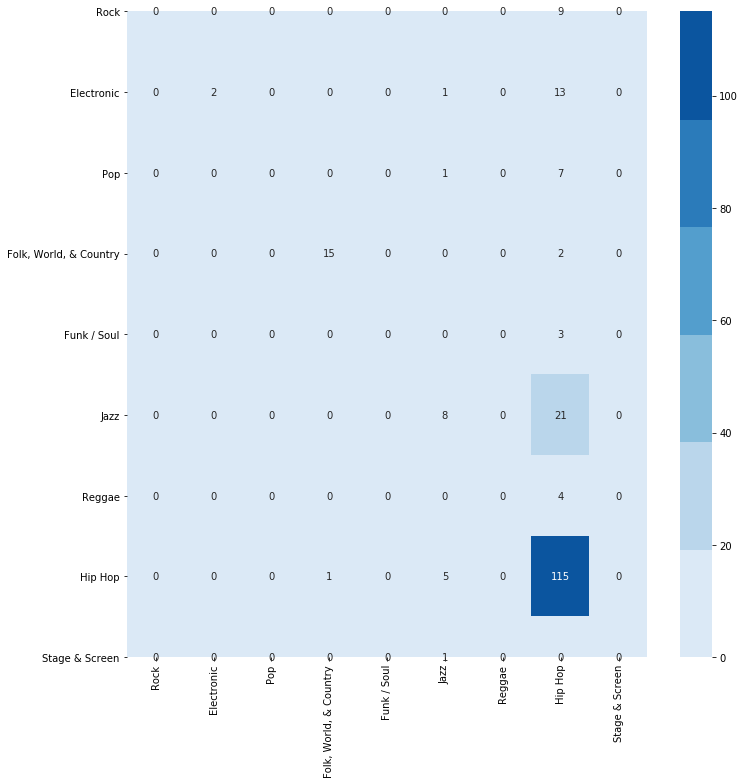 Rock 0 0 0 0 0 0 0 9 0
100
Electronic 0 2 0 0 0 1 0 13 0
80
Pop 0 0 0 0 0 1 0 7 0
Folk, World, & Country 0 0 0 15 0 0 0 2 0
60
Funk / Soul 0 0 0 0 0 0 0 3 0
Jazz 0 0 0 0 0 8 0 21 0
40
Reggae 0 0 0 0 0 0 0 4 0
20
Hip Hop 0 0 0 1 0 5 0 115 0
Stage & Screen 0 0 0 0 0 1 0 0 0
0
Rock
Electronic
Pop
Folk, World, & Country
Funk / Soul
Jazz
Reggae
Hip Hop
Stage & Screen